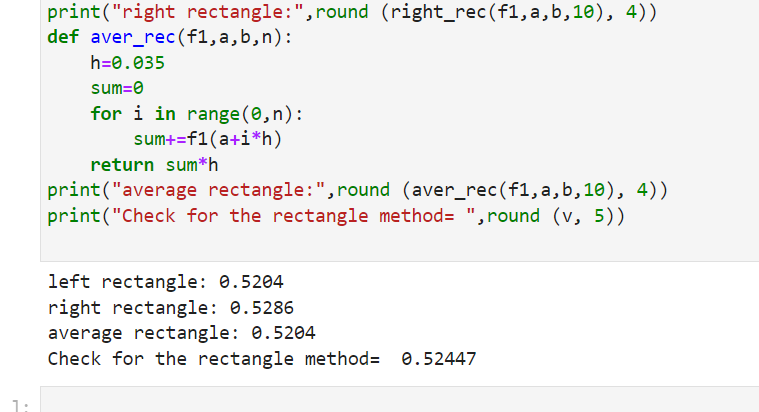 print("right rectangle:",round (right_rec(f1,a,b,10), 4))
def aver_rec(f1,a,b,n):
    h=0.035
    sum=0
    for i in range(0,n):
        sum+=f1(a+i*h)
    return sum*h
print("average rectangle:",round (aver_rec(f1,a,b,10), 4))
print("Check for the rectangle method= ",round (v, 5))
left rectangle: 0.5204
right rectangle: 0.5286
average rectangle: 0.5204
Check for the rectangle method=  0.52447
]: